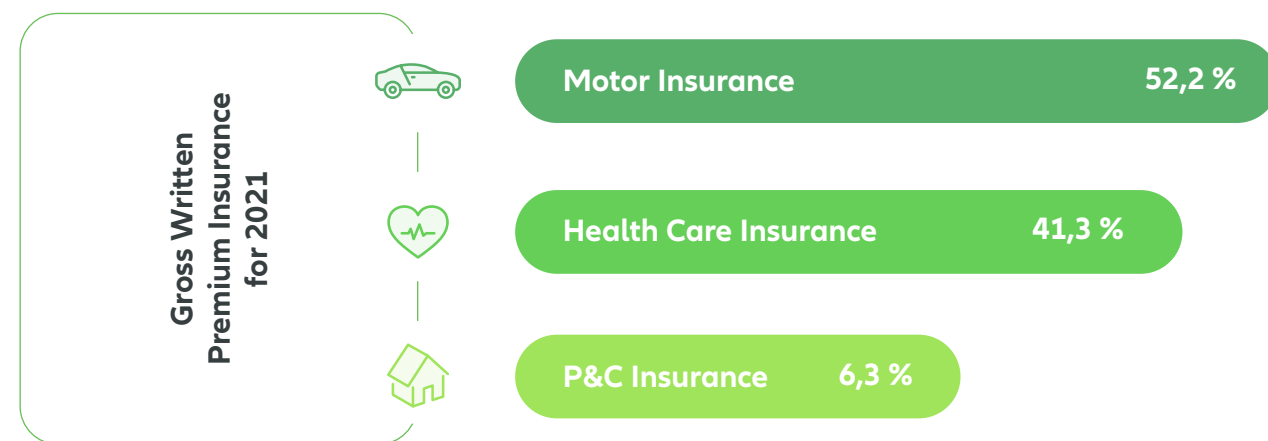 Gross Written
Premium Insurance
for 2021
Motor Insurance 52,2 %
Health Care Insurance 41,3 %
P&C Insurance 6,3 %